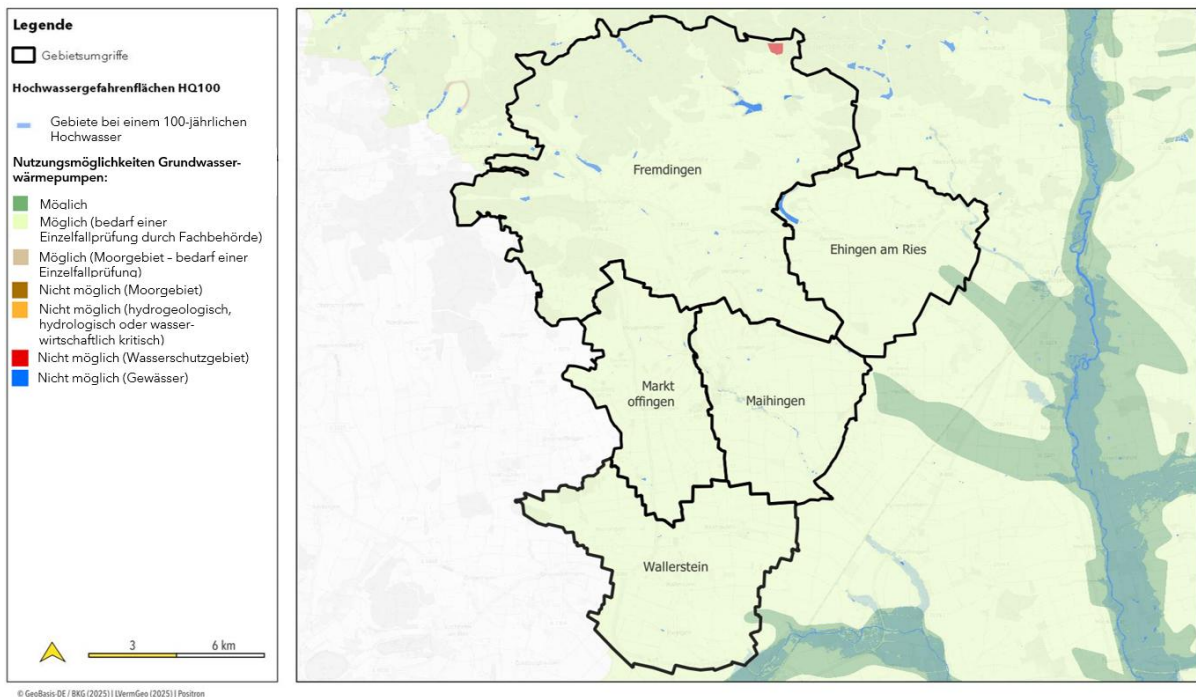 Legende
Gebietsumgriffe
Hochwassergefahrenflächen HQ100
Gebiete bei einem 100-jährlichen
Hochwasser
Nutzungsmöglichkeiten Grundwasser-
wärmepumpen:
Möglich
Möglich (bedarf einer
Einzelfallprüfung durch Fachbehörde)
Möglich (Moorgebiet – bedarf einer
Einzelfallprüfung)
Nicht möglich (Moorgebiet)
Nicht möglich (hydrogeologisch,
hydrologisch oder wasser-
wirtschaftlich kritisch)
Nicht möglich (Wasserschutzgebiet)
Nicht möglich (Gewässer)
3 6 km
Fremdingen
Ehingen am Ries
Markt
offingen
Maihingen
Wallerstein
© GeoBasis-DE / BKG (2025) | LVermGeo (2025) | Positron